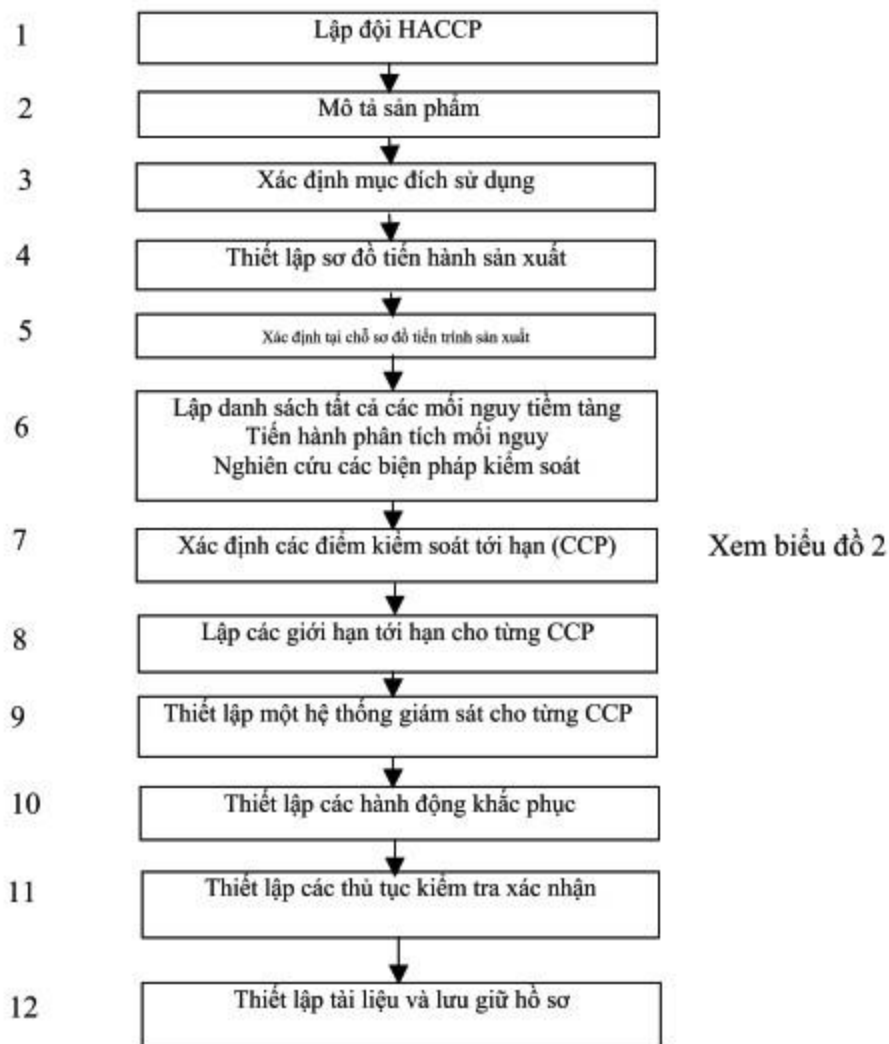 1 Lập đội HACCP
2 Mô tả sản phẩm
3 Xác định mục đích sử dụng
4 Thiết lập sơ đồ tiến hành sản xuất
5 Xác định tại chỗ sơ đồ tiến trình sản xuất
Lập danh sách tất cả các mối nguy tiềm tàng
6 Tiến hành phân tích mối nguy
Nghiên cứu các biện pháp kiểm soát
7 Xác định các điểm kiểm soát tới hạn (CCP) Xem biểu đồ 2
8 Lập các giới hạn tới hạn cho từng CCP
9 Thiết lập một hệ thống giám sát cho từng CCP
10 Thiết lập các hành động khắc phục
11 Thiết lập các thủ tục kiểm tra xác nhận
12 Thiết lập tài liệu và lưu giữ hồ sơ